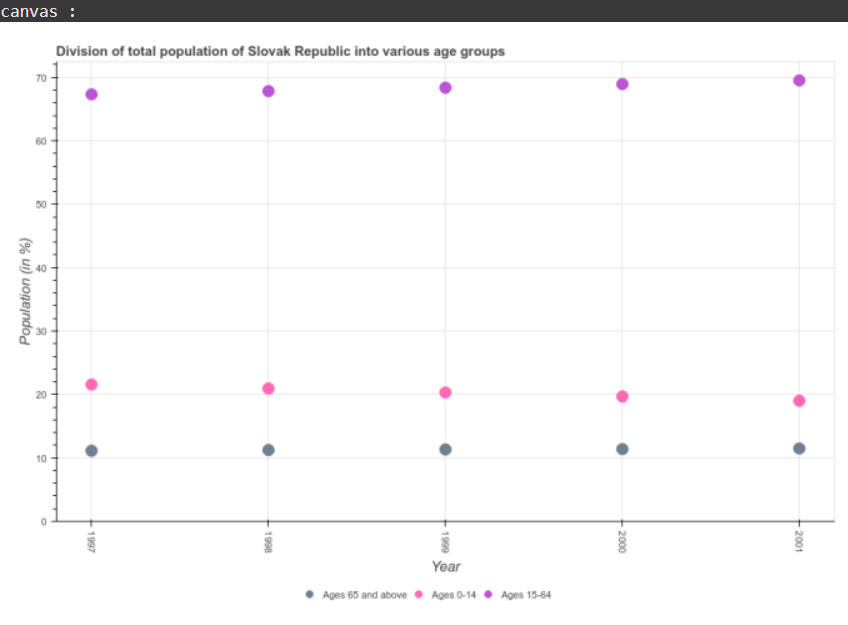 canvas :
Division of total population of Slovak Republic into various age groups
70
60
50
40
30
20
10
0
Population (in %)
1997
1998
1999
2000
2001
Year
Ages 65 and above Ages 0-14 Ages 15-64